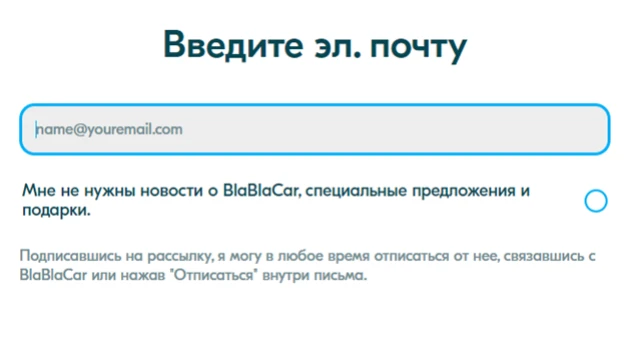 Введите эл. почту
name@youremail.com
Мне не нужны новости о BlaBlaCar, специальные предложения и
подарки.
Подписавшись на рассылку, я могу в любое время отписаться от нее, связавшись с
BlaBlaCar или нажав "Отписаться" внутри письма.